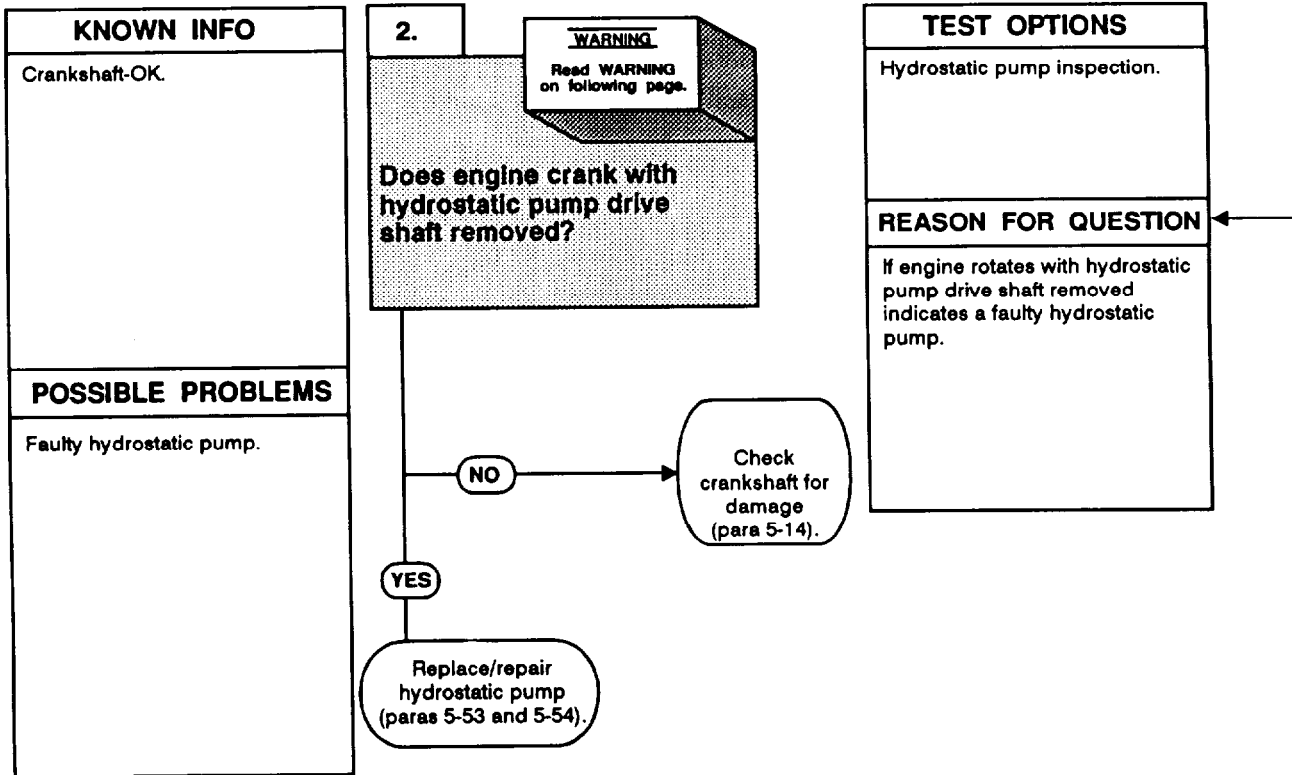 KNOWN INFO
Crankshaft-OK.
POSSIBLE PROBLEMS
Faulty hydrostatic pump.
2.
WARNING
Read WARNING
on following page.
Does engine crank with
hydrostatic pump drive
shaft removed?
NO
Check
crankshaft for
damage
(para 5-14).
YES
Replace/repair
hydrostatic pump
(paras 5-53 and 5-54).
TEST OPTIONS
Hydrostatic pump inspection.
REASON FOR QUESTION
If engine rotates with hydrostatic
pump drive shaft removed
indicates a faulty hydrostatic
pump.